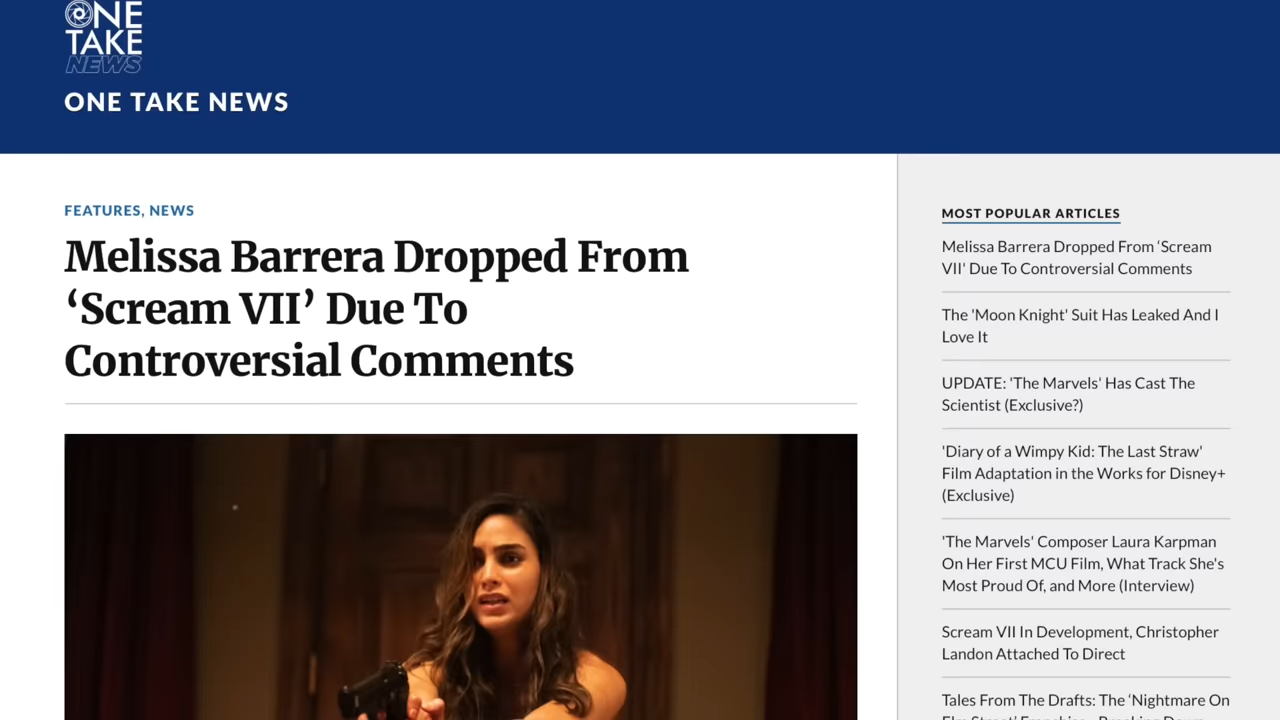 ONE
TAKE
NEWS
ONE TAKE NEWS
FEATURES, NEWS
Melissa Barrera Dropped From
‘Scream VII’ Due To
Controversial Comments
MOST POPULAR ARTICLES
Melissa Barrera Dropped From ‘Scream
VII' Due To Controversial Comments
The 'Moon Knight' Suit Has Leaked And I
Love It
UPDATE: 'The Marvels' Has Cast The
Scientist (Exclusive?)
'Diary of a Wimpy Kid: The Last Straw'
Film Adaptation in the Works for Disney+
(Exclusive)
'The Marvels' Composer Laura Karpman
On Her First MCU Film, What Track She's
Most Proud Of, and More (Interview)
Scream VII In Development, Christopher
Landon Attached To Direct
Tales From The Drafts: The ‘Nightmare On